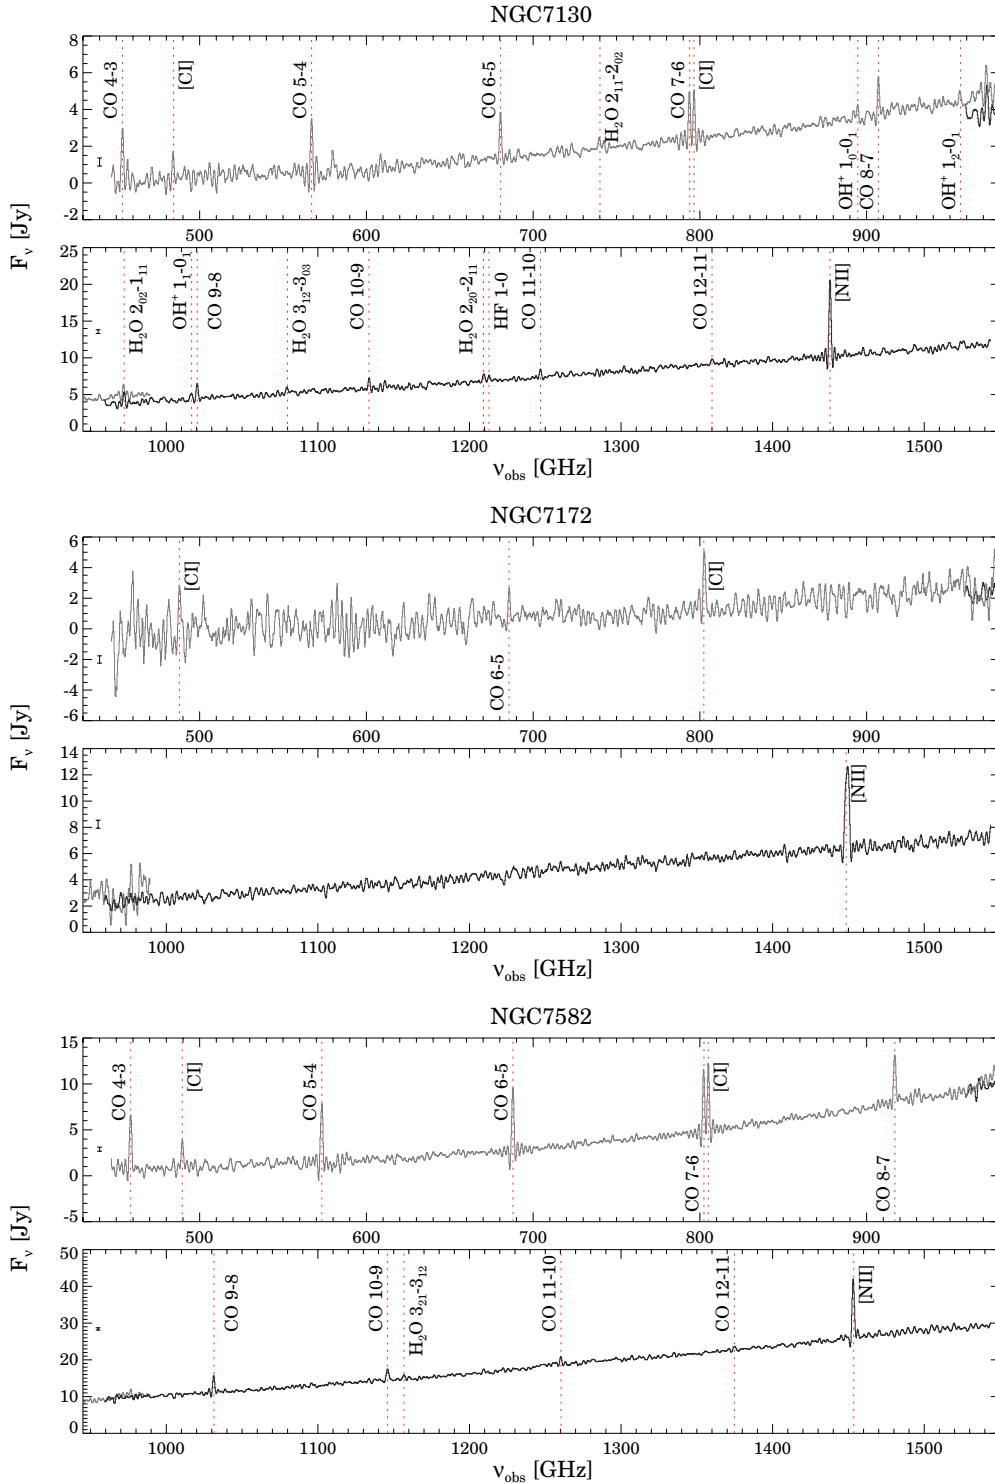 NGC7130
8
6
4
2
0
-2
CO 4-3
[CI]
CO 5-4
CO 6-5
H₂O 2₁₁-2₀₂
CO 7-6
[CI]
OH⁺ 1₀-0₁
CO 8-7
OH⁺ 1₂-0₁
500 600 700 800 900
Fν [Jy]
25
20
15
10
5
0
H₂O 2₀₂-1₁₁
OH⁺ 1₁-0₁
CO 9-8
H₂O 3₁₂-3₀₃
CO 10-9
H₂O 2₂₀-2₁₁
HF 1-0
CO 11-10
CO 12-11
[NII]
1000 1100 1200 1300 1400 1500
νobs [GHz]
NGC7172
6
4
2
0
-2
-4
-6
[CI]
CO 6-5
[CI]
500 600 700 800 900
Fν [Jy]
14
12
10
8
6
4
2
0
[NII]
1000 1100 1200 1300 1400 1500
νobs [GHz]
NGC7582
15
10
5
0
-5
CO 4-3
[CI]
CO 5-4
CO 6-5
CO 7-6
[CI]
CO 8-7
500 600 700 800 900
Fν [Jy]
50
40
30
20
10
0
CO 9-8
CO 10-9
H₂O 3₂₁-3₁₂
CO 11-10
CO 12-11
[NII]
1000 1100 1200 1300 1400 1500
νobs [GHz]